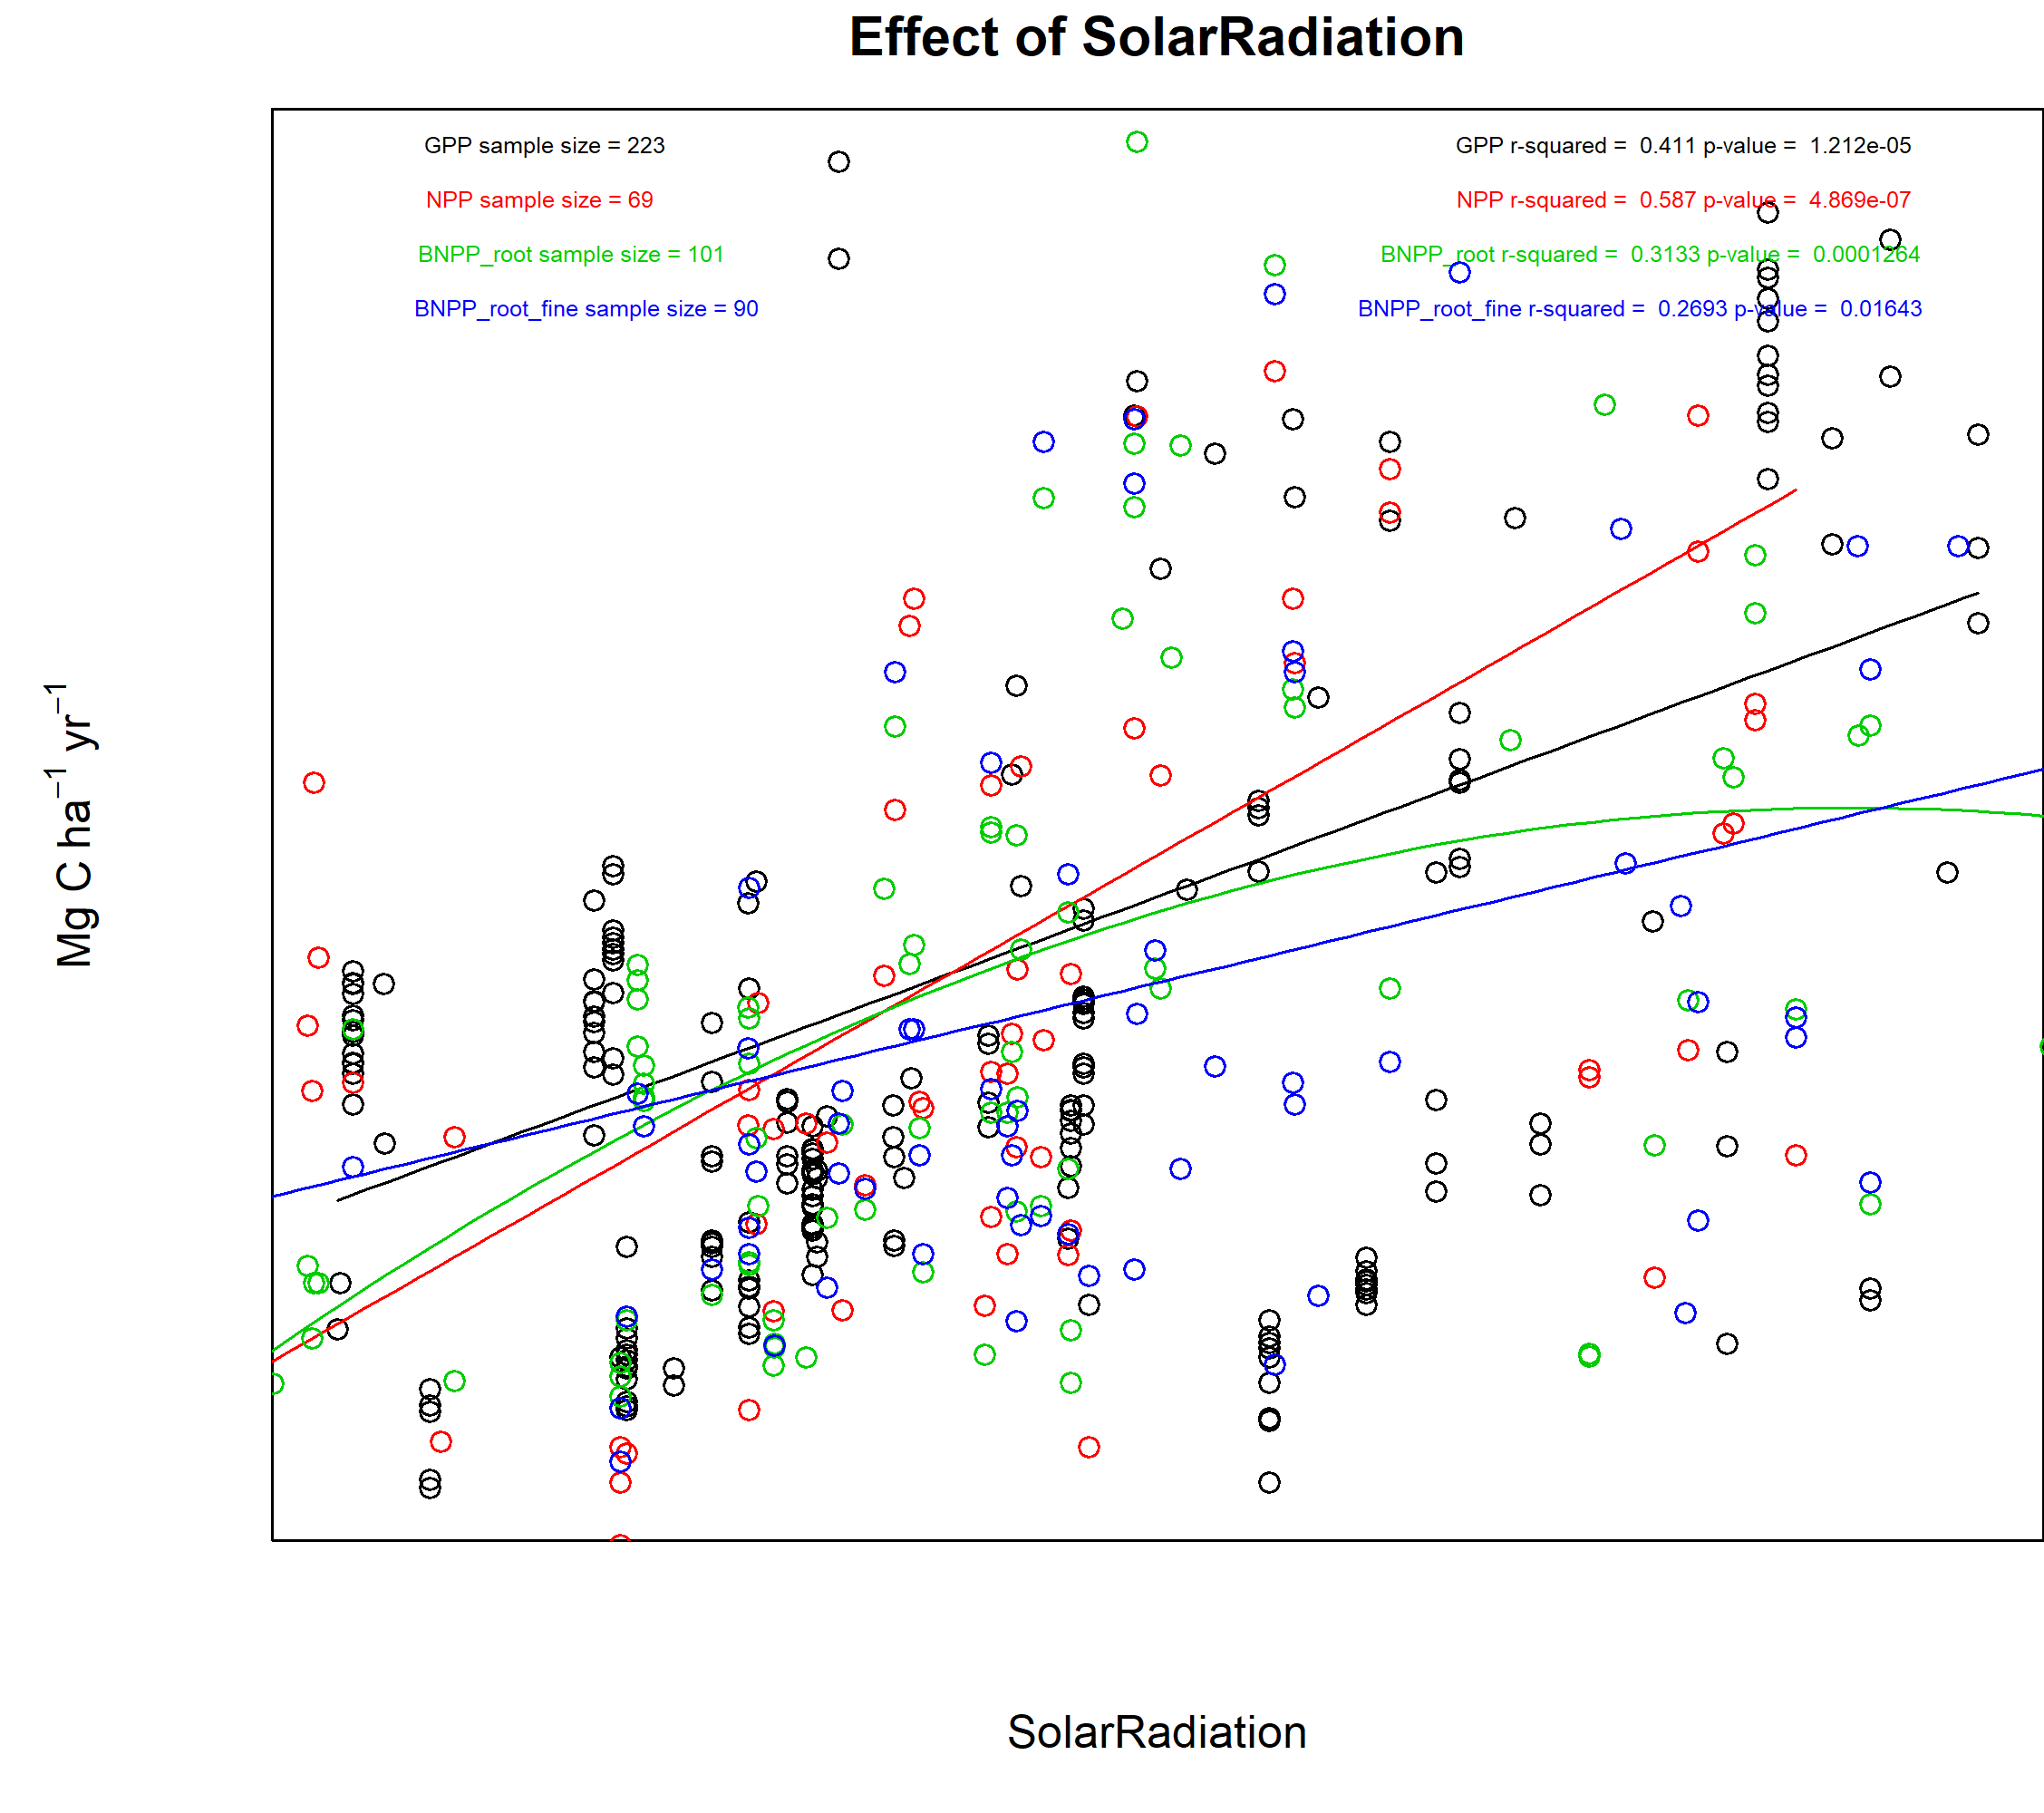 Effect of SolarRadiation
GPP sample size = 223
GPP r-squared = 0.411 p-value = 1.212e-05
NPP sample size = 69
NPP r-squared = 0.587 p-value = 4.869e-07
BNPP_root sample size = 101
BNPP_root r-squared = 0.3133 p-value = 0.0001264
BNPP_root_fine sample size = 90
BNPP_root_fine r-squared = 0.2693 p-value = 0.01643
Mg C ha⁻¹ yr⁻¹
SolarRadiation